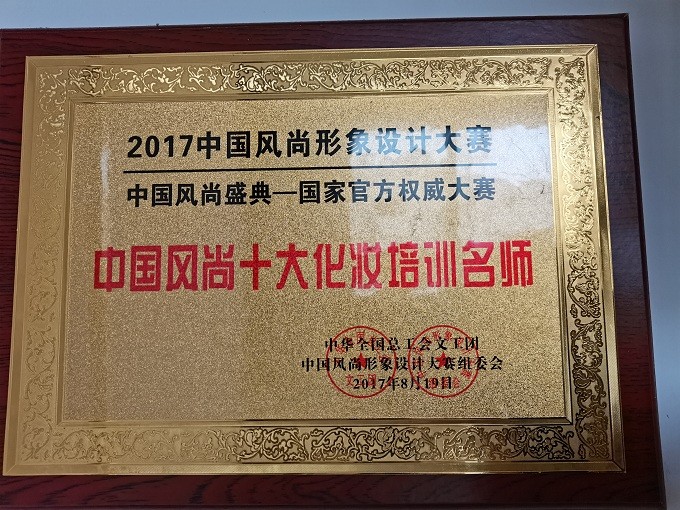 2017中国风尚形象设计大赛
中国风尚盛典—国家官方权威大赛
中国风尚十大化妆培训名师
中华全国总工会文工团
中国风尚形象设计大赛组委会
2017年8月19日